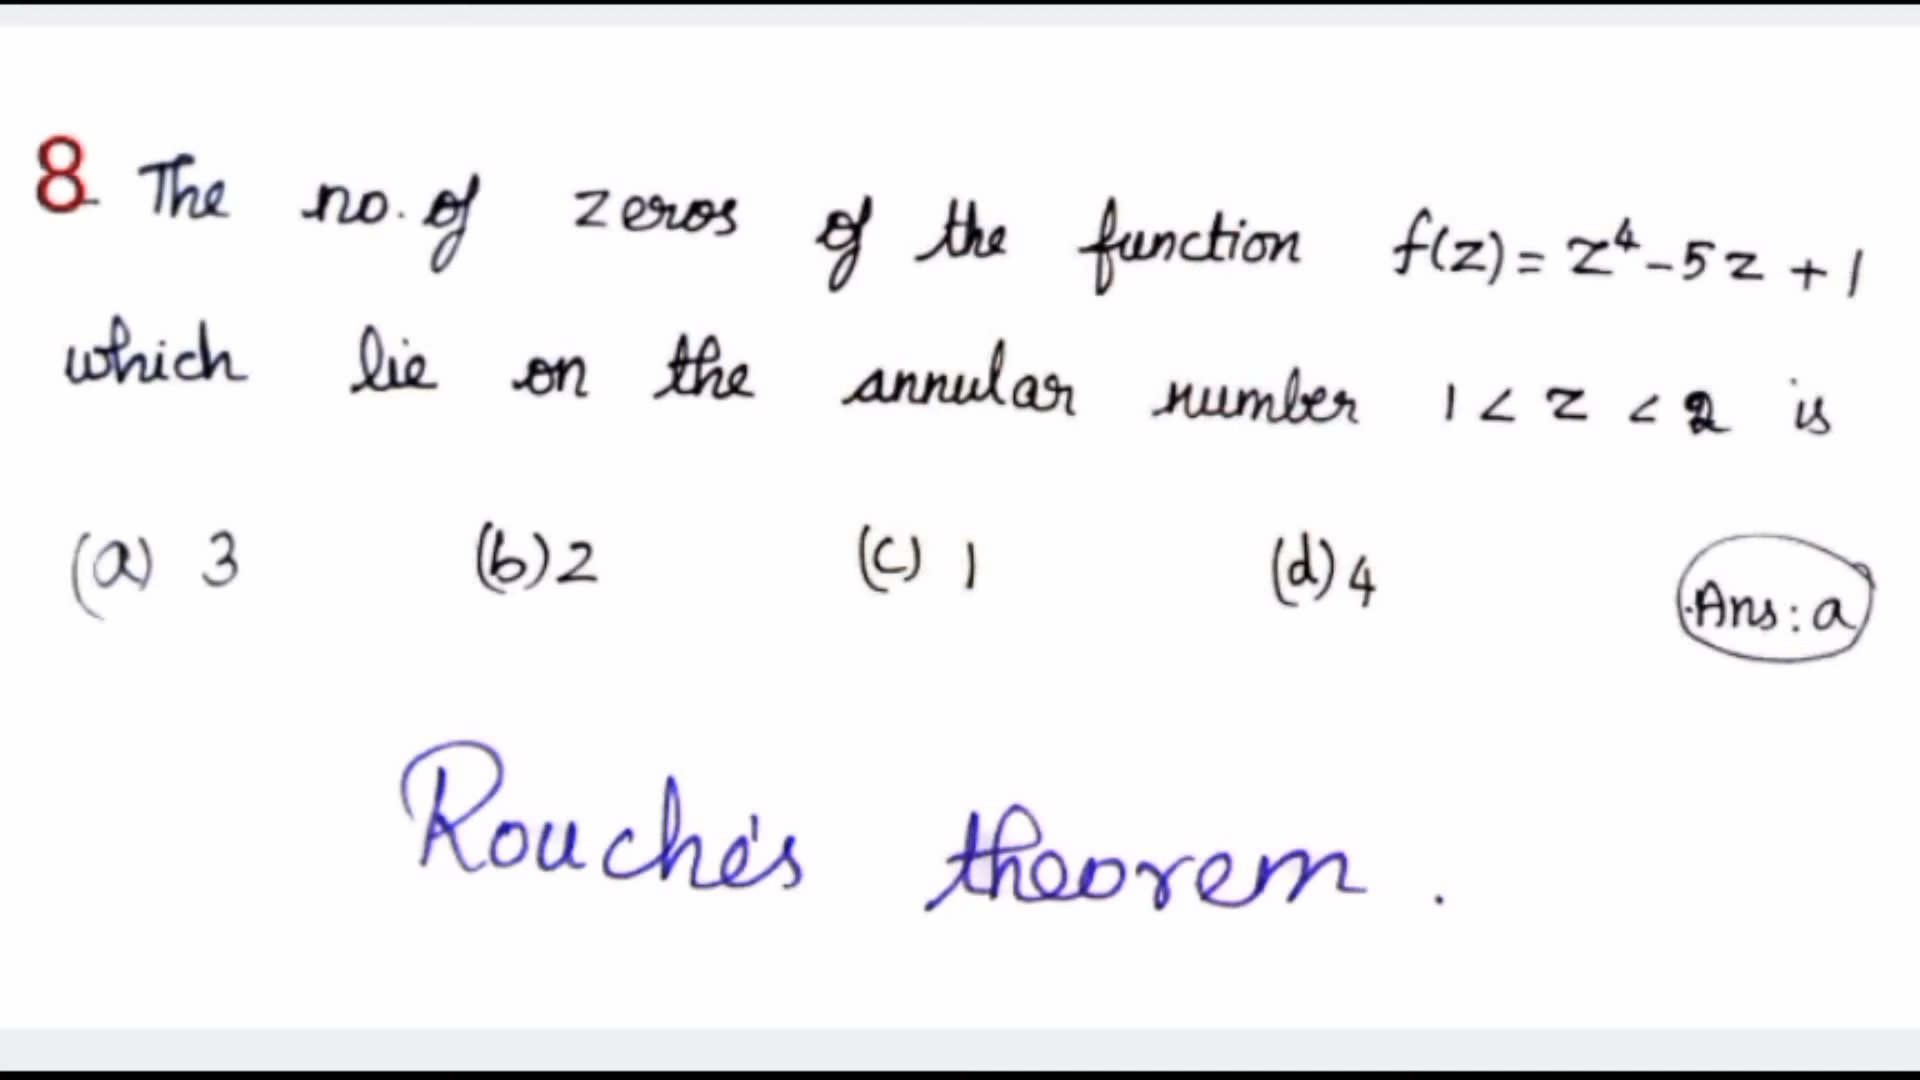 8. The no. of zeros of the function f(z) = z⁴ - 5z + 1
which lie on the annular number 1 < z < 2 is
(a) 3 (b) 2 (c) 1 (d) 4 Ans: a
Rouche's theorem.